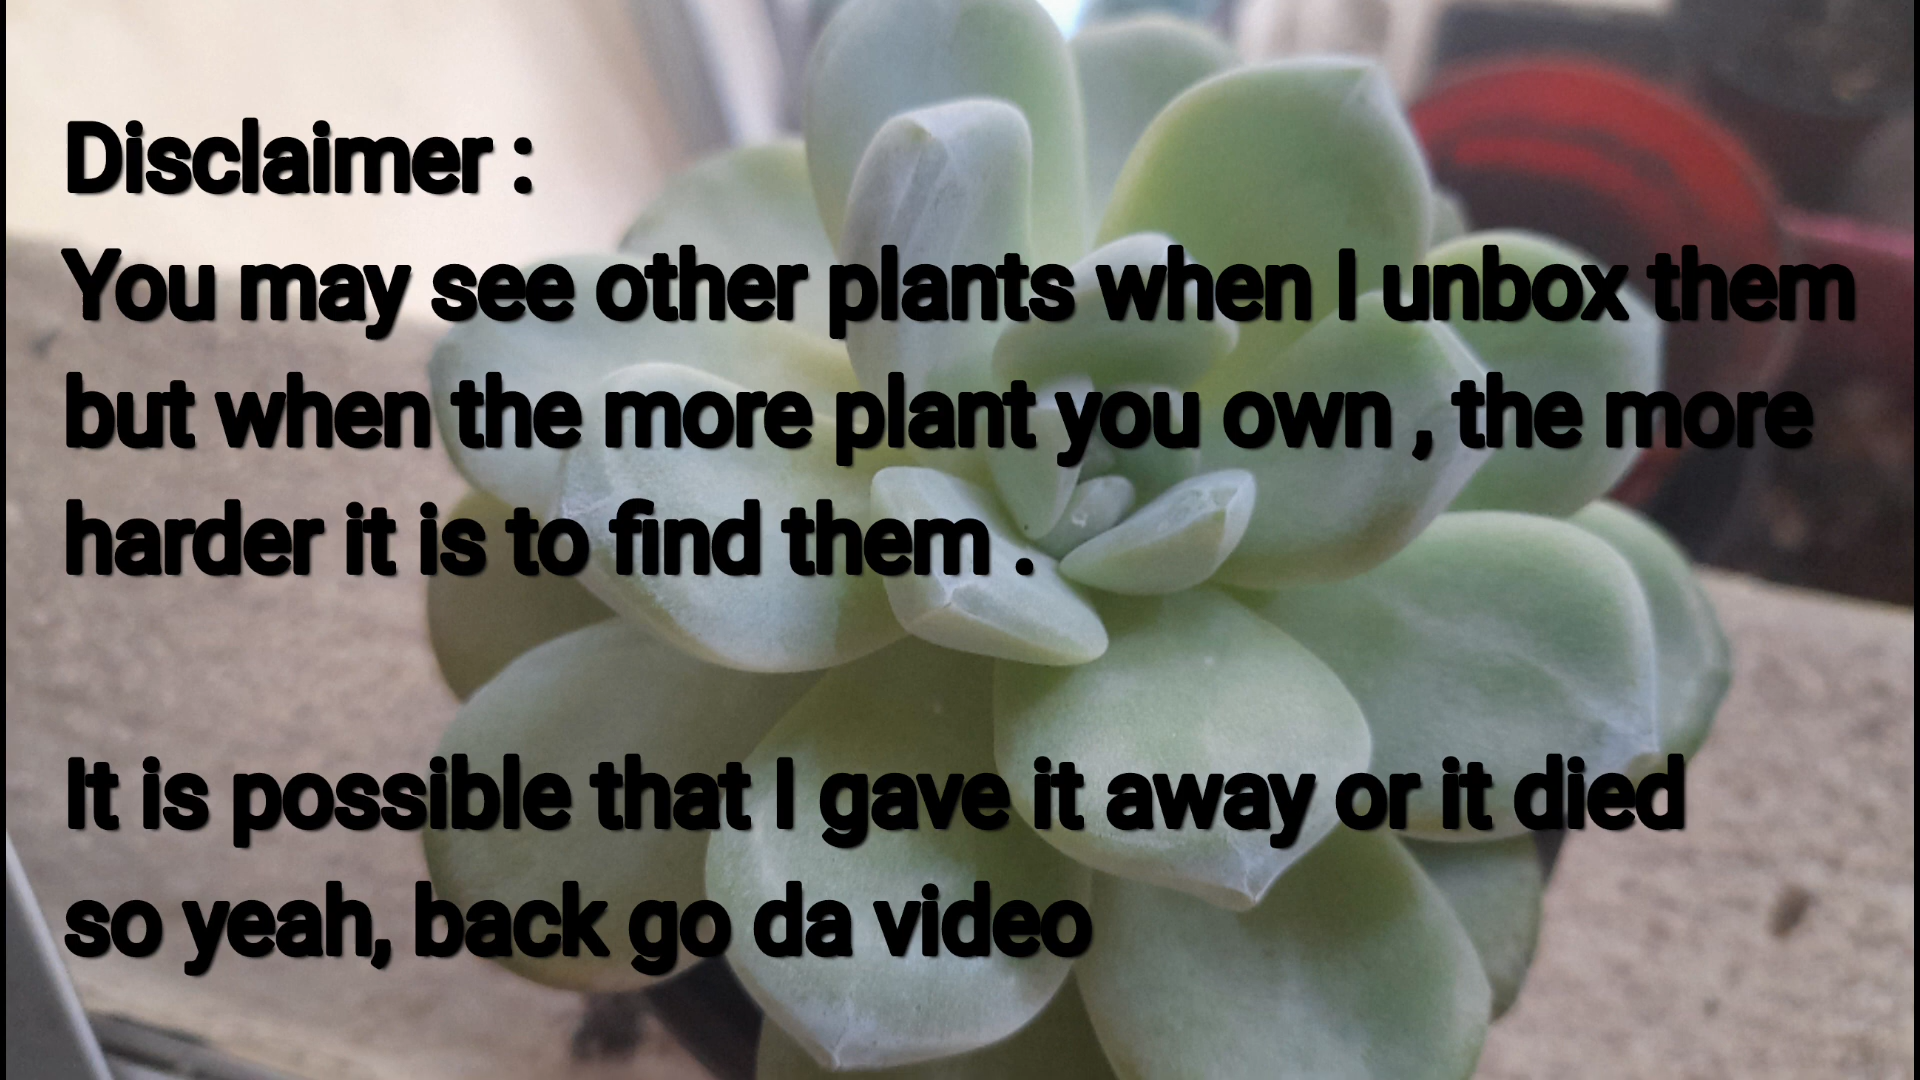 Disclaimer :
You may see other plants when I unbox them
but when the more plant you own , the more
harder it is to find them .
It is possible that I gave it away or it died
so yeah, back go da video